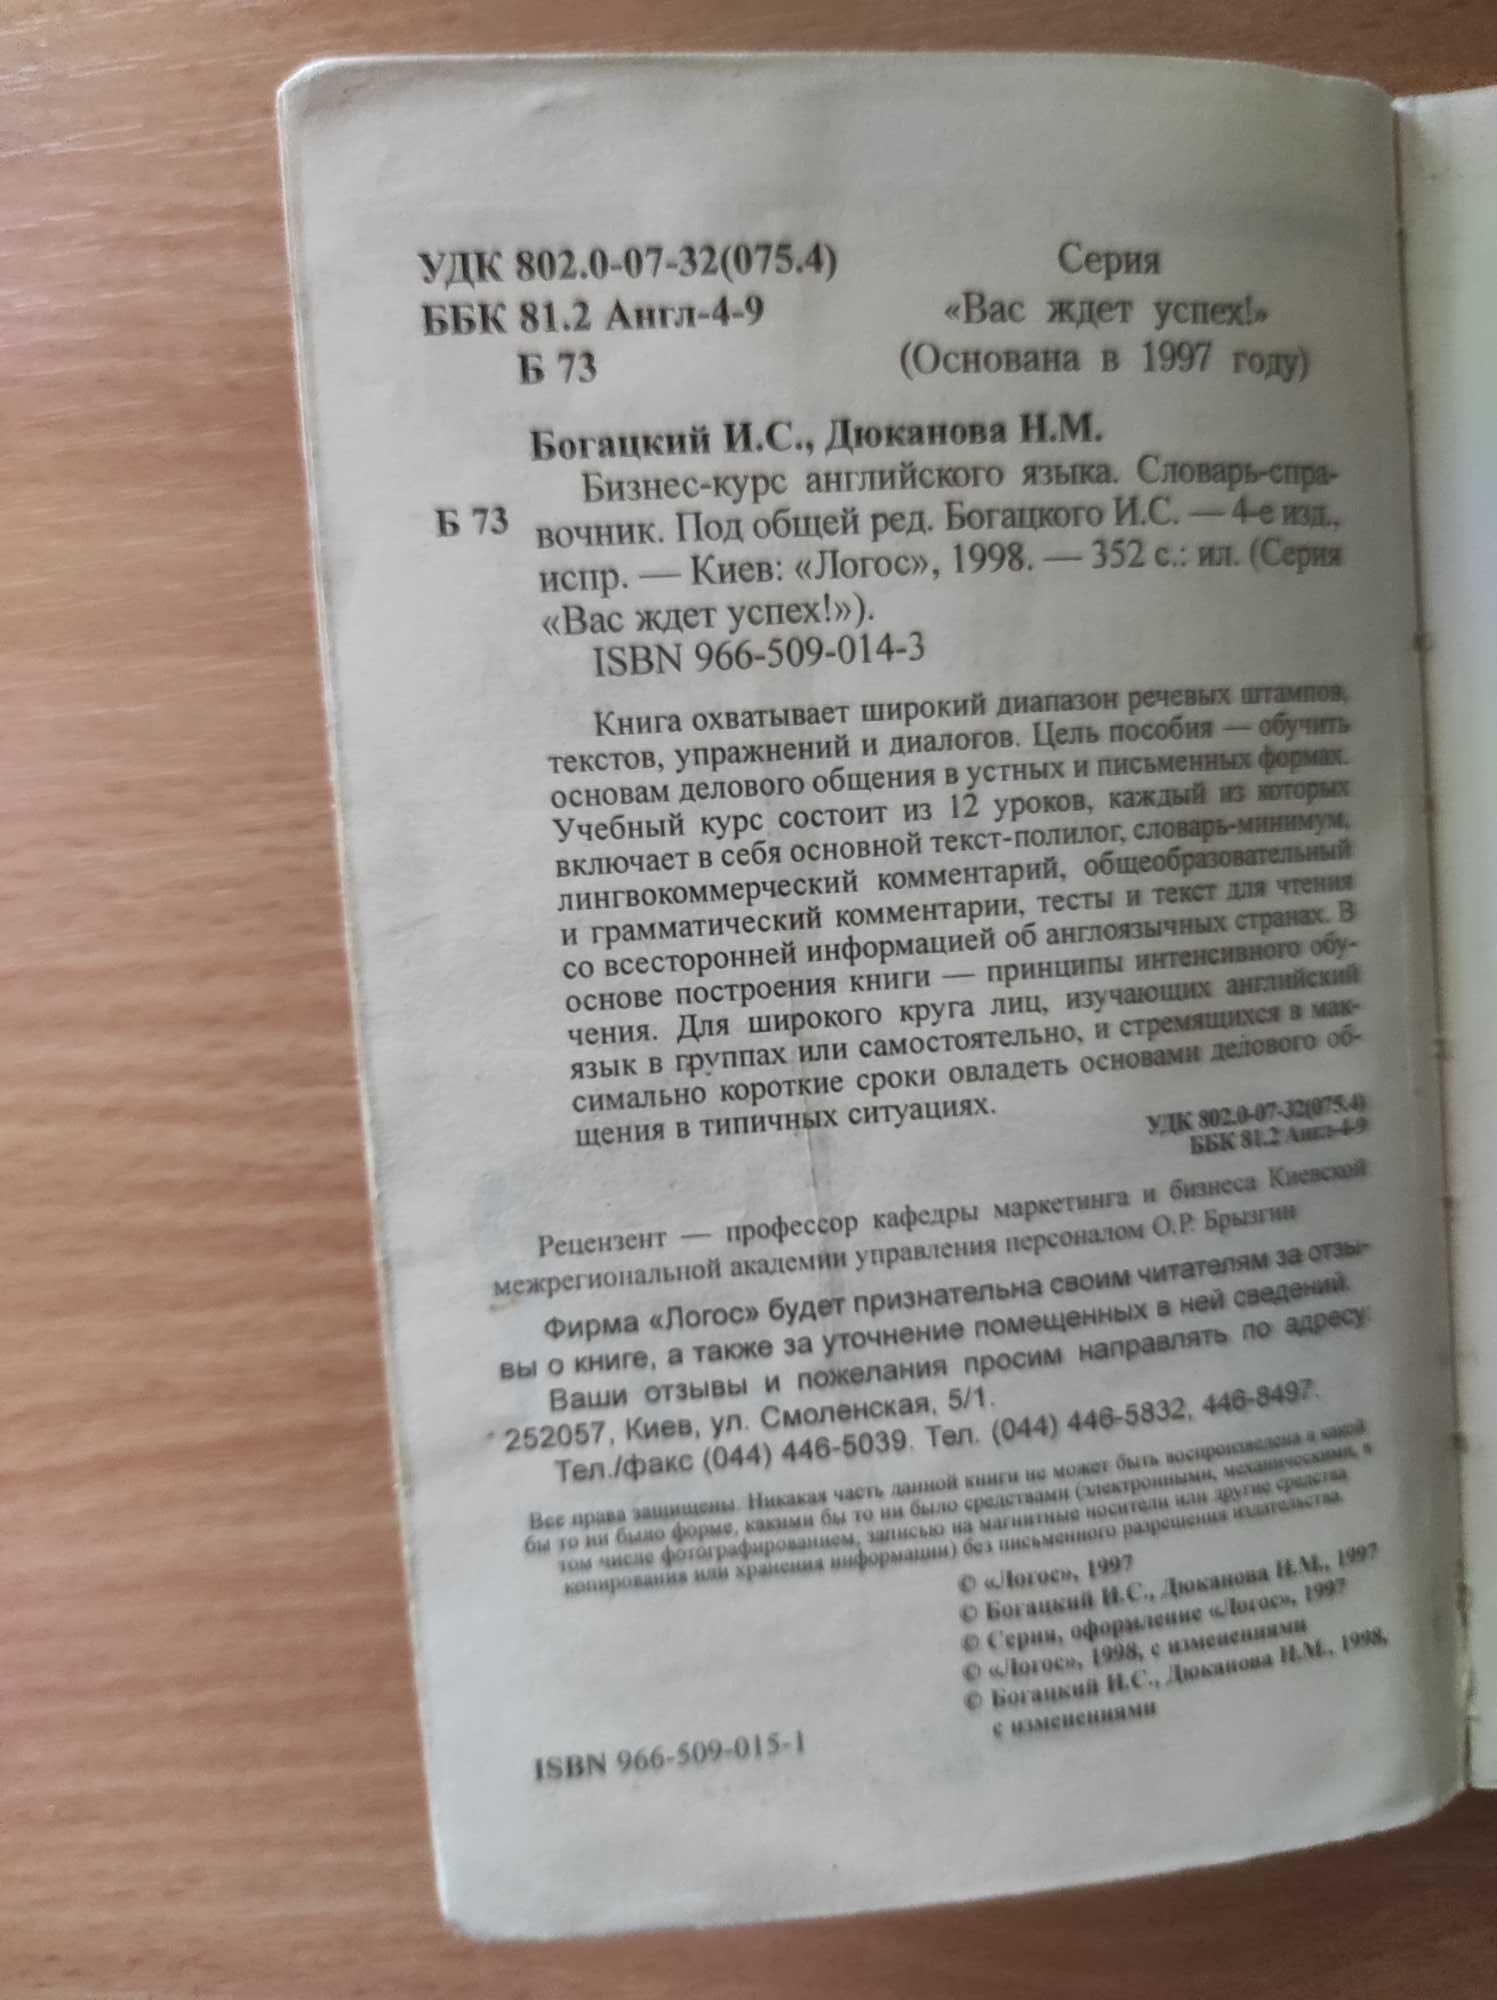 УДК 802.0-07-32(075.4)
ББК 81.2 Англ-4-9
Б 73
Серия
«Вас ждет успех!»
(Основана в 1997 году)
Богацкий И.С., Дюканова Н.М.
Бизнес-курс английского языка. Словарь-спра-
Б 73 вочник. Под общей ред. Богацкого И.С. — 4-е изд.,
испр. — Киев: «Логос», 1998. — 352 с.: ил. (Серия
«Вас ждет успех!»).
ISBN 966-509-014-3
Книга охватывает широкий диапазон речевых штампов,
текстов, упражнений и диалогов. Цель пособия — обучить
основам делового общения в устных и письменных формах.
Учебный курс состоит из 12 уроков, каждый из которых
включает в себя основной текст-полилог, словарь-минимум,
лингвокоммерческий комментарий, общеобразовательный
и грамматический комментарии, тесты и текст для чтения
со всесторонней информацией об англоязычных странах. В
основе построения книги — принципы интенсивного обу-
чения. Для широкого круга лиц, изучающих английский
язык в группах или самостоятельно, и стремящихся в мак-
симально короткие сроки овладеть основами делового об-
щения в типичных ситуациях.
УДК 802.0-07-32(075.4)
ББК 81.2 Англ-4-9
Рецензент — профессор кафедры маркетинга и бизнеса Киевской
межрегиональной академии управления персоналом О.Р. Брызгин
Фирма «Логос» будет признательна своим читателям за отзы-
вы о книге, а также за уточнение помещенных в ней сведений.
Ваши отзывы и пожелания просим направлять по адресу:
252057, Киев, ул. Смоленская, 5/1.
Тел./факс (044) 446-5039. Тел. (044) 446-5832, 446-8497.
Все права защищены. Никакая часть данной книги не может быть воспроизведена в какой
бы то ни было форме, какими бы то ни было средствами (электронными, механическими, в
том числе фотографированием, записью на магнитные носители или другие средства
копирования или хранения информации) без письменного разрешения издательства.
© «Логос», 1997
© Богацкий И.С., Дюканова Н.М., 1997
© Серия, оформление «Логос», 1997
© «Логос», 1998, с изменениями
© Богацкий И.С., Дюканова Н.М., 1998,
с изменениями
ISBN 966-509-015-1